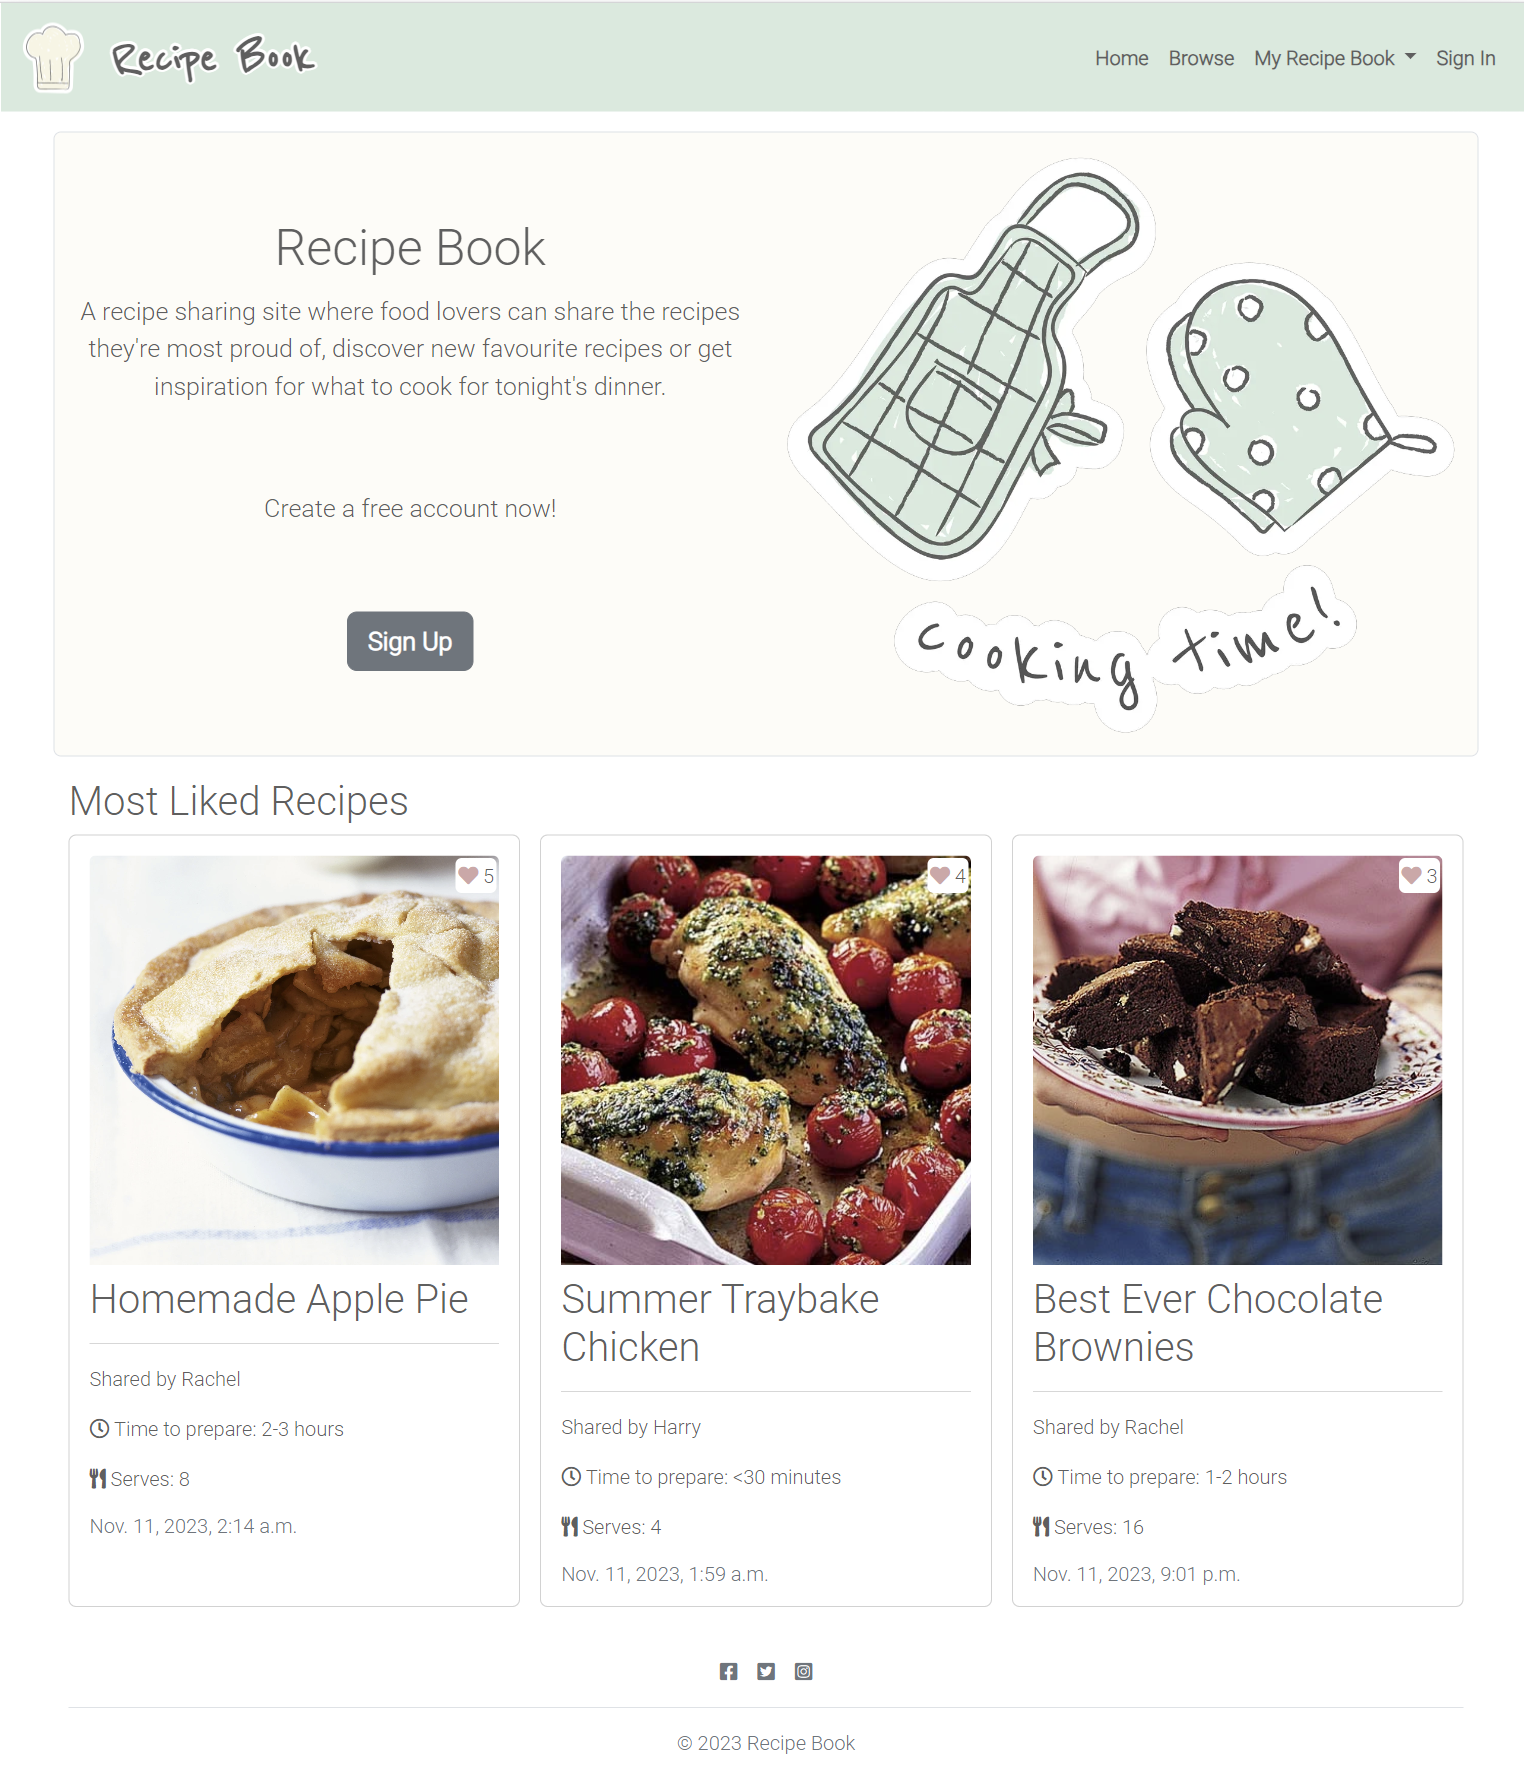 Recipe Book
Home Browse My Recipe Book Sign In
Recipe Book
A recipe sharing site where food lovers can share the recipes
they're most proud of, discover new favourite recipes or get
inspiration for what to cook for tonight's dinner.
Create a free account now!
Sign Up
cooking time!
Most Liked Recipes
5
Homemade Apple Pie
Shared by Rachel
Time to prepare: 2-3 hours
Serves: 8
Nov. 11, 2023, 2:14 a.m.
4
Summer Traybake
Chicken
Shared by Harry
Time to prepare: <30 minutes
Serves: 4
Nov. 11, 2023, 1:59 a.m.
3
Best Ever Chocolate
Brownies
Shared by Rachel
Time to prepare: 1-2 hours
Serves: 16
Nov. 11, 2023, 9:01 p.m.
© 2023 Recipe Book